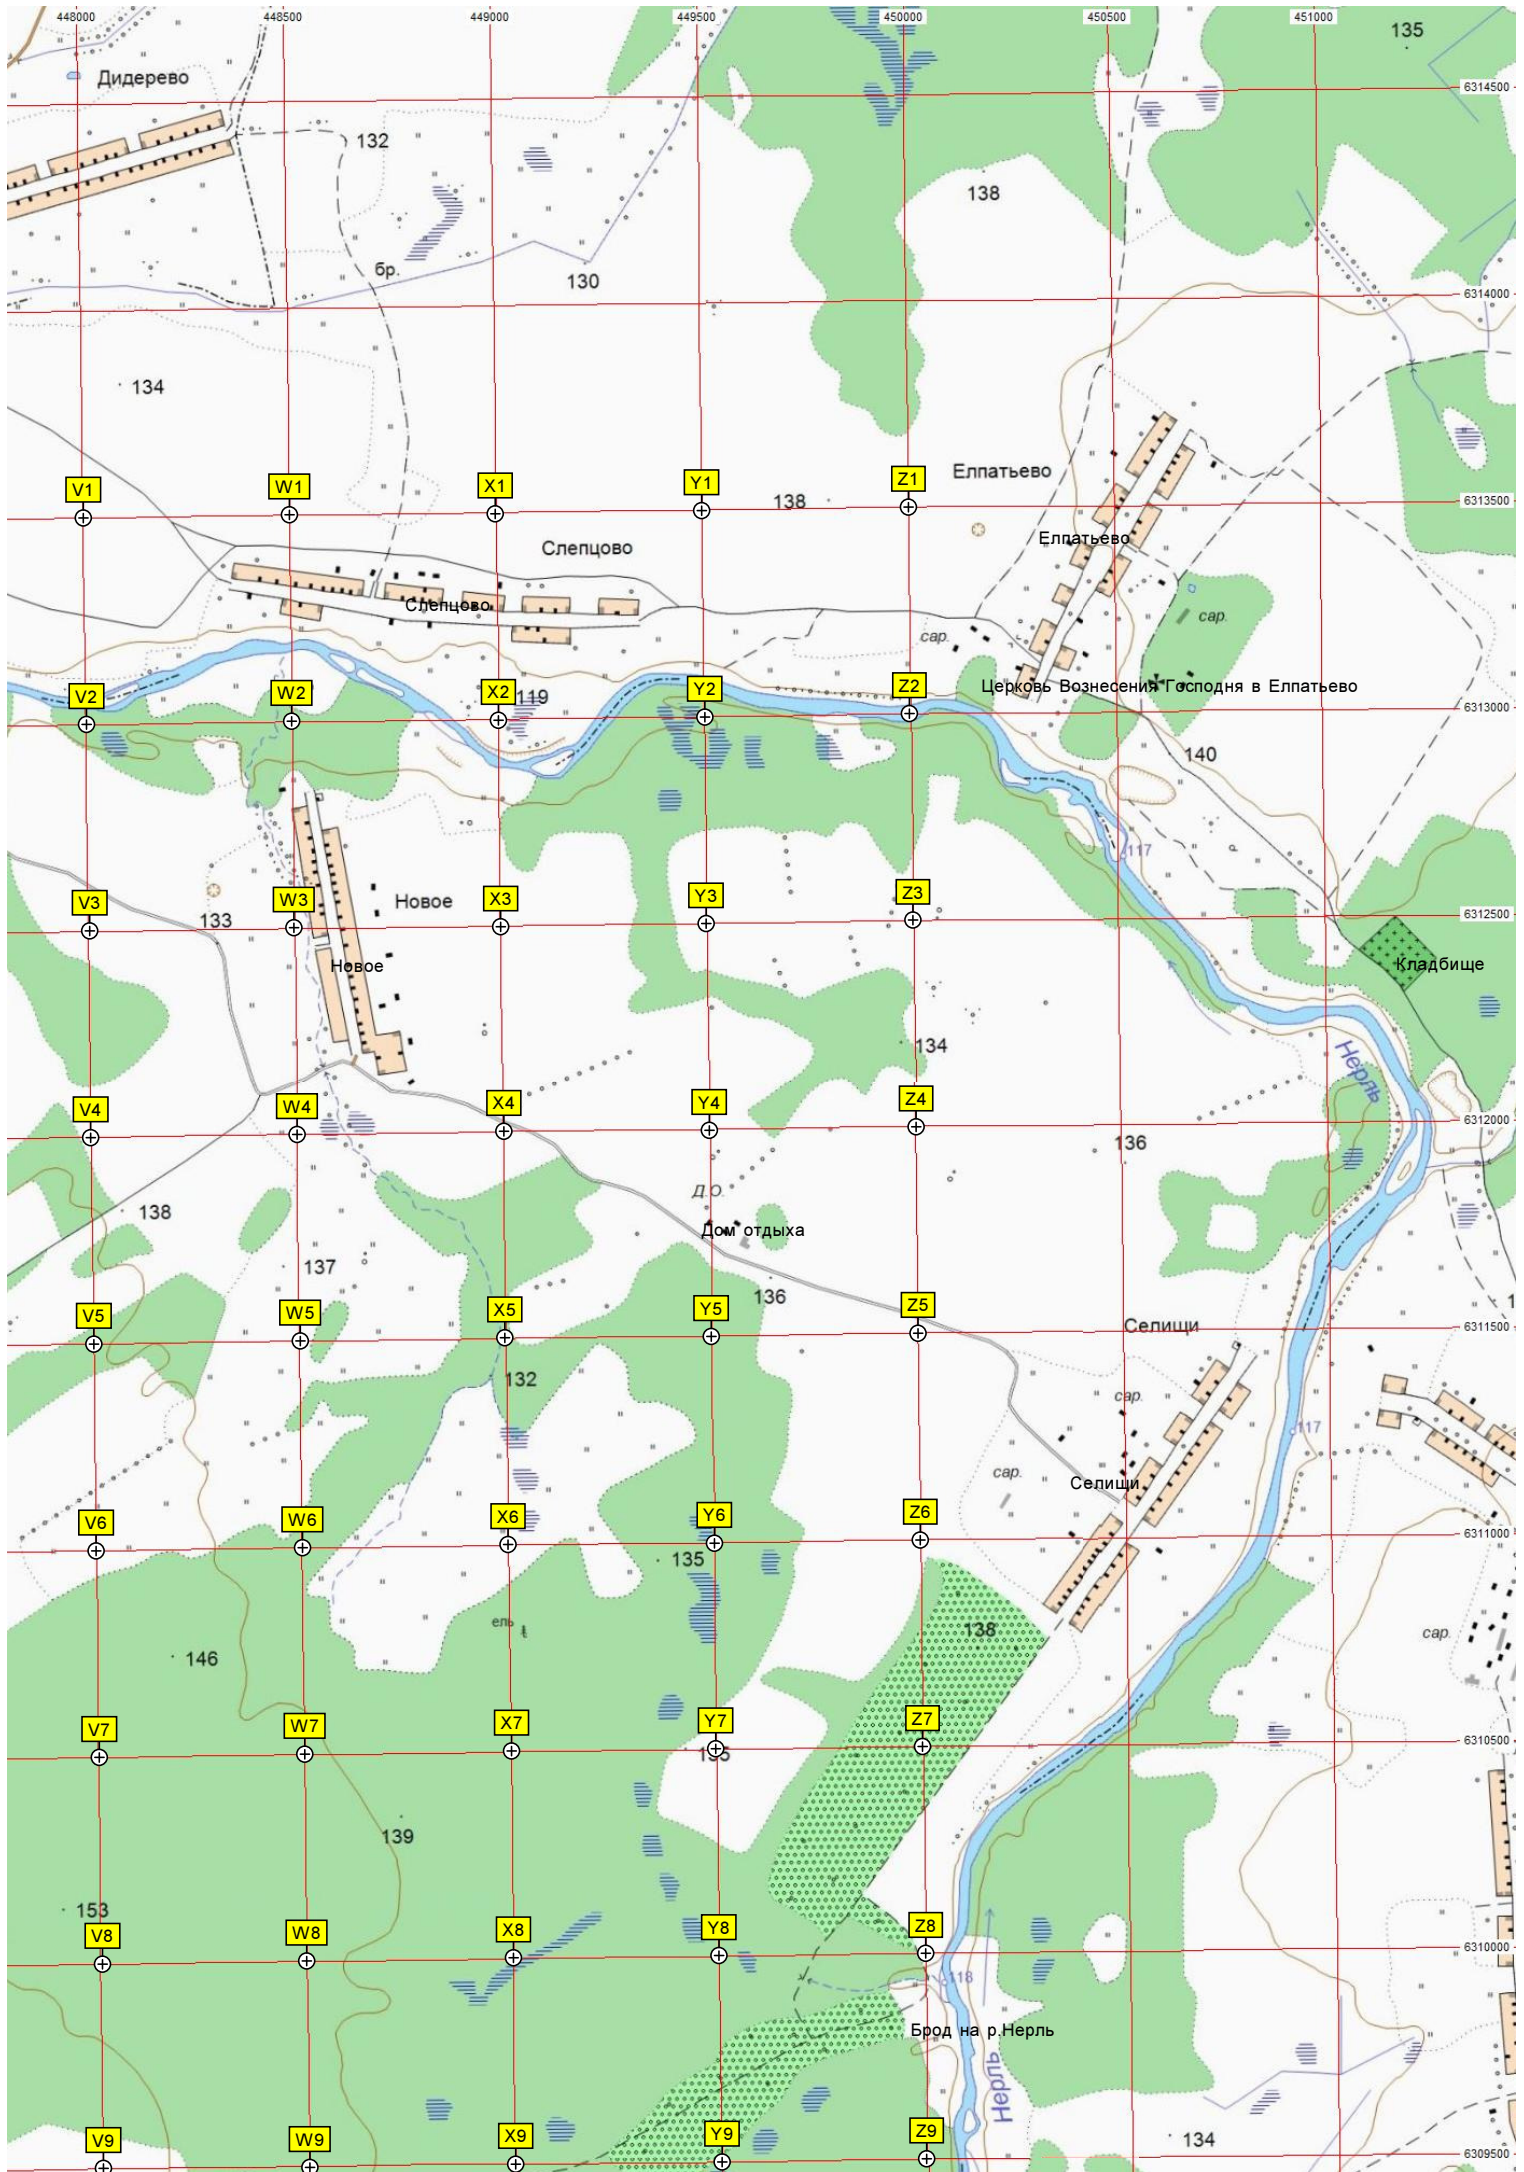 448000 448500 449000 449500 450000 450500 451000
135
Дидерево
6314500
132
138
бр.
130
6314000
134
Елпатьево
V1 W1 X1 Y1 Z1
138
6313500
Елпатьево
Слепцово
Слепцово
сар.
сар.
V2 W2 X2 119 Y2 Z2
Церковь Вознесения Господня в Елпатьево
6313000
140
117
V3 W3 Новое X3 Y3 Z3
133
6312500
Новое
Кладбище
134
Нерль
V4 W4 X4 Y4 Z4
6312000
136
Д.О.
138
Дом отдыха
137
136
V5 W5 X5 Y5 Z5
Селищи
6311500
132
сар.
117
сар.
Селищи
V6 W6 X6 Y6 Z6
6311000
135
ель
138
сар.
146
V7 W7 X7 Y7 Z7
135
6310500
139
153
V8 W8 X8 Y8 Z8
6310000
118
Брод на р.Нерль
Нерль
V9 W9 X9 Y9 Z9
134
6309500